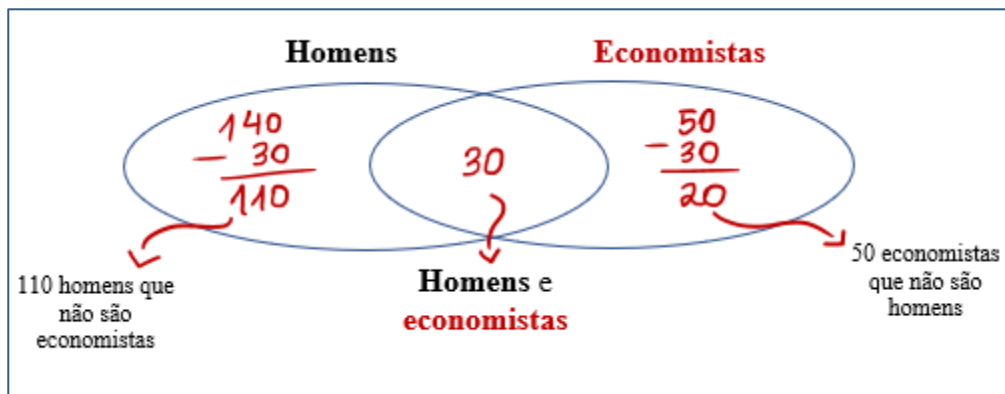 Homens
Economistas
140
- 30
110
30
50
- 30
20
110 homens que
não são
economistas
Homens e
economistas
50 economistas
que não são
homens